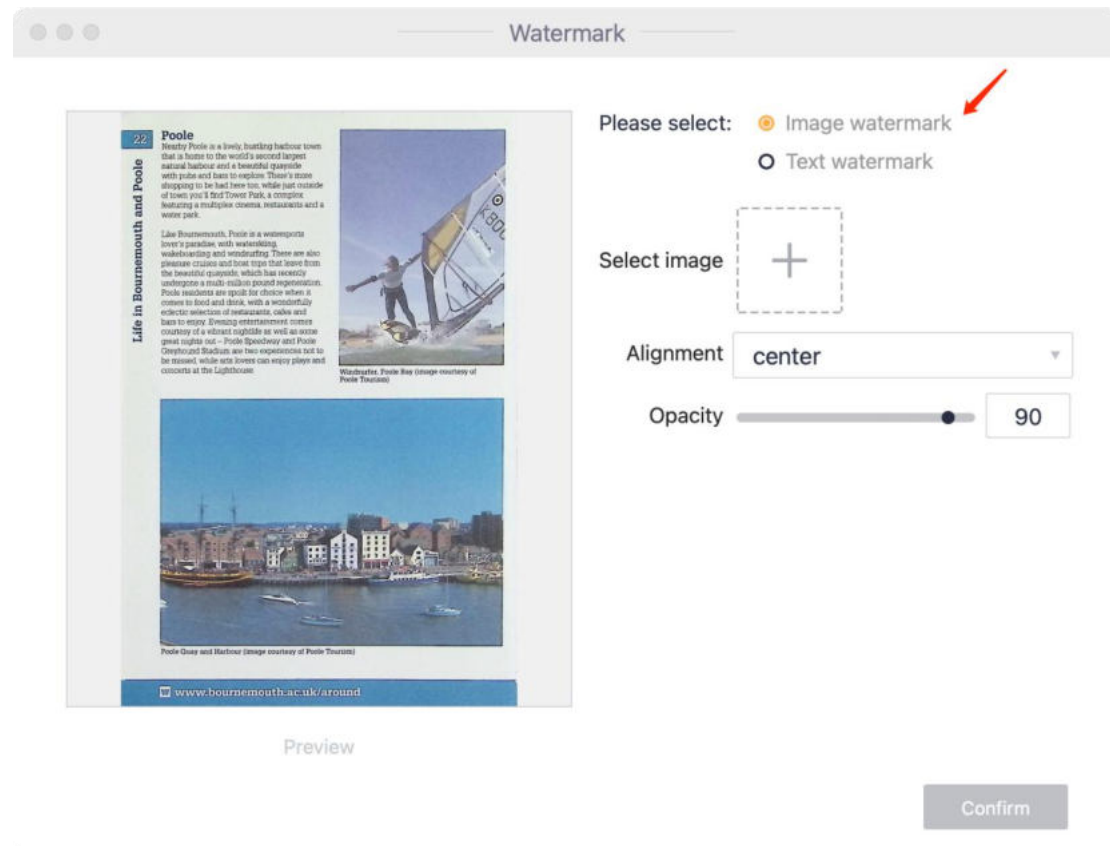 Watermark
22
Poole
Nearby Poole is a lively, bustling harbour town
that is home to the world's second largest
natural harbour and a beautiful quayside
with pubs and bars to explore. There's more
shopping to be had here too, while just outside
of town you'll find Tower Park, a complex
featuring a multiplex cinema, restaurants and a
water park.
Like Bournemouth, Poole is a watersports
lover's paradise, with waterskiing,
wakeboarding and windsurfing. There are also
pleasure cruises and boat trips that leave from
the beautiful quayside, which has recently
undergone a multi-million pound regeneration.
Poole residents are spoilt for choice when it
comes to food and drink, with a wonderfully
eclectic selection of restaurants, cafes and
bars to enjoy. Evening entertainment comes
courtesy of a vibrant nightlife as well as some
great nights out – Poole Speedway and Poole
Greyhound Stadium are two experiences not to
be missed, while arts lovers can enjoy plays and
concerts at the Lighthouse.
Life in Bournemouth and Poole
K800
Windsurfer, Poole Bay (image courtesy of
Poole Tourism)
Poole Quay and Harbour (image courtesy of Poole Tourism)
W www.bournemouth.ac.uk/around
Preview
Please select:
Image watermark
Text watermark
Select image
Alignment
center
Opacity
90
Confirm